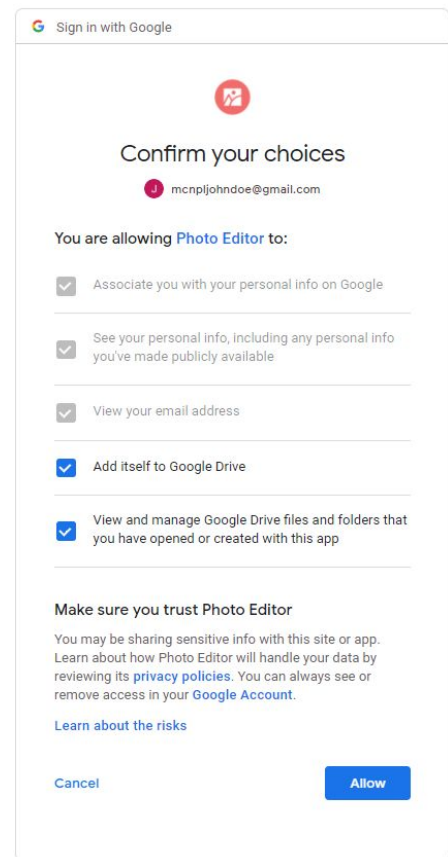 Sign in with Google
Confirm your choices
J mcnpljohndoe@gmail.com
You are allowing Photo Editor to:
Associate you with your personal info on Google
See your personal info, including any personal info
you've made publicly available
View your email address
Add itself to Google Drive
View and manage Google Drive files and folders that
you have opened or created with this app
Make sure you trust Photo Editor
You may be sharing sensitive info with this site or app.
Learn about how Photo Editor will handle your data by
reviewing its privacy policies. You can always see or
remove access in your Google Account.
Learn about the risks
Cancel Allow